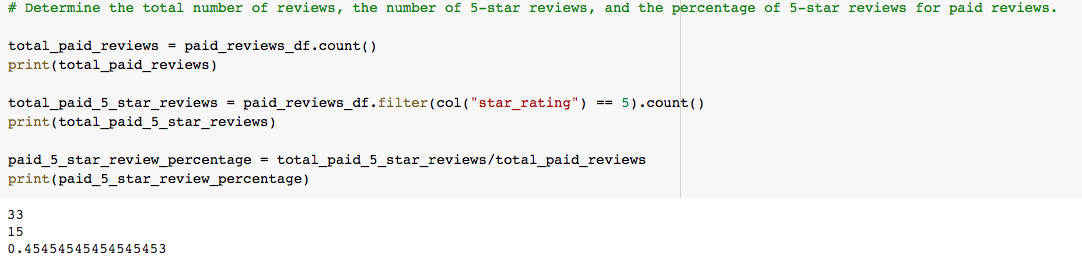 # Determine the total number of reviews, the number of 5-star reviews, and the percentage of 5-star reviews for paid reviews.
total_paid_reviews = paid_reviews_df.count()
print(total_paid_reviews)
total_paid_5_star_reviews = paid_reviews_df.filter(col("star_rating") == 5).count()
print(total_paid_5_star_reviews)
paid_5_star_review_percentage = total_paid_5_star_reviews/total_paid_reviews
print(paid_5_star_review_percentage)
33
15
0.45454545454545453